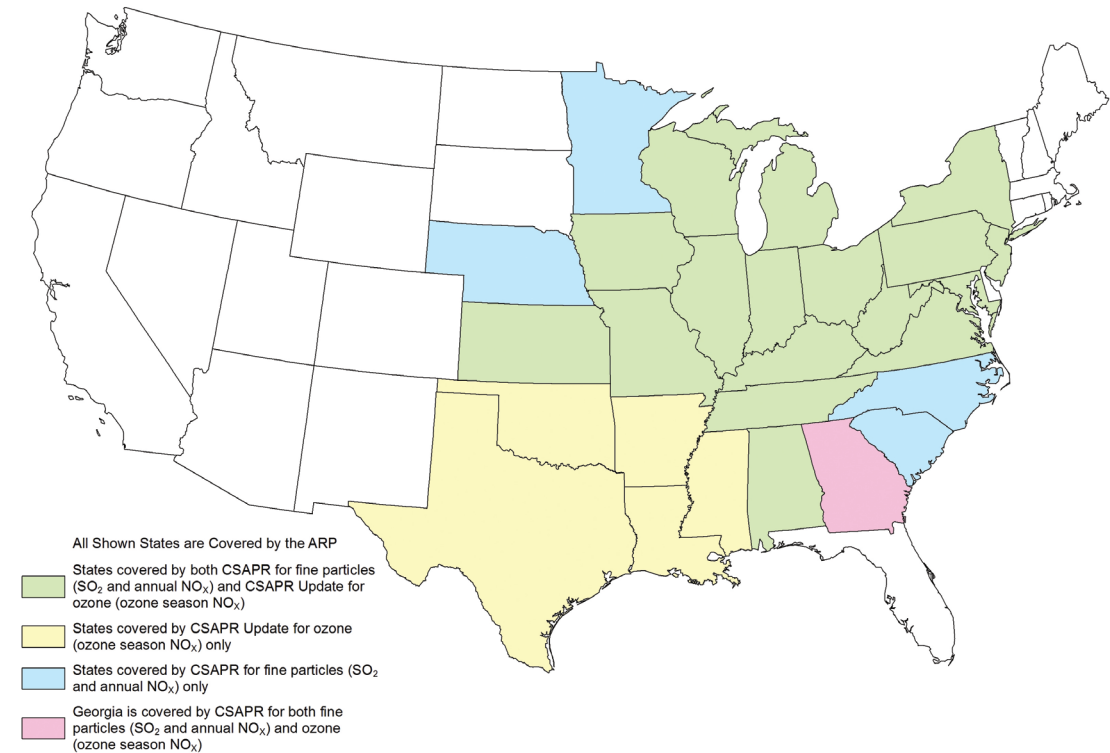 All Shown States are Covered by the ARP
States covered by both CSAPR for fine particles
(SO₂ and annual NOₓ) and CSAPR Update for
ozone (ozone season NOₓ)
States covered by CSAPR Update for ozone
(ozone season NOₓ) only
States covered by CSAPR for fine particles (SO₂
and annual NOₓ) only
Georgia is covered by CSAPR for both fine
particles (SO₂ and annual NOₓ) and ozone
(ozone season NOₓ)